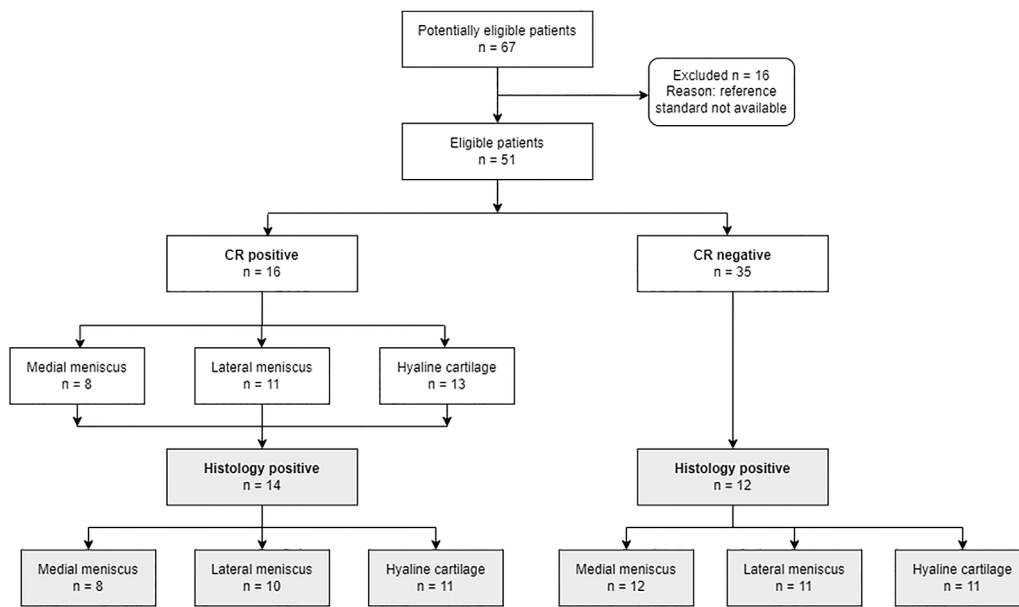 Potentially eligible patients
n = 67
Excluded n = 16
Reason: reference
standard not available
Eligible patients
n = 51
CR positive
n = 16
CR negative
n = 35
Medial meniscus
n = 8
Lateral meniscus
n = 11
Hyaline cartilage
n = 13
Histology positive
n = 14
Histology positive
n = 12
Medial meniscus
n = 8
Lateral meniscus
n = 10
Hyaline cartilage
n = 11
Medial meniscus
n = 12
Lateral meniscus
n = 11
Hyaline cartilage
n = 11